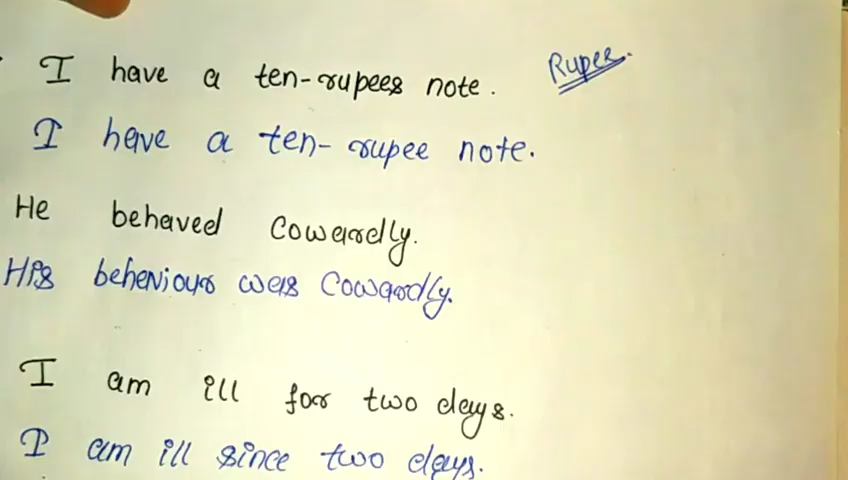 I have a ten-rupees note.
Rupee.
I have a ten-rupee note.
He behaved Cowardly.
His beheviour was Cowardly.
I am ill for two days.
I am ill since two days.